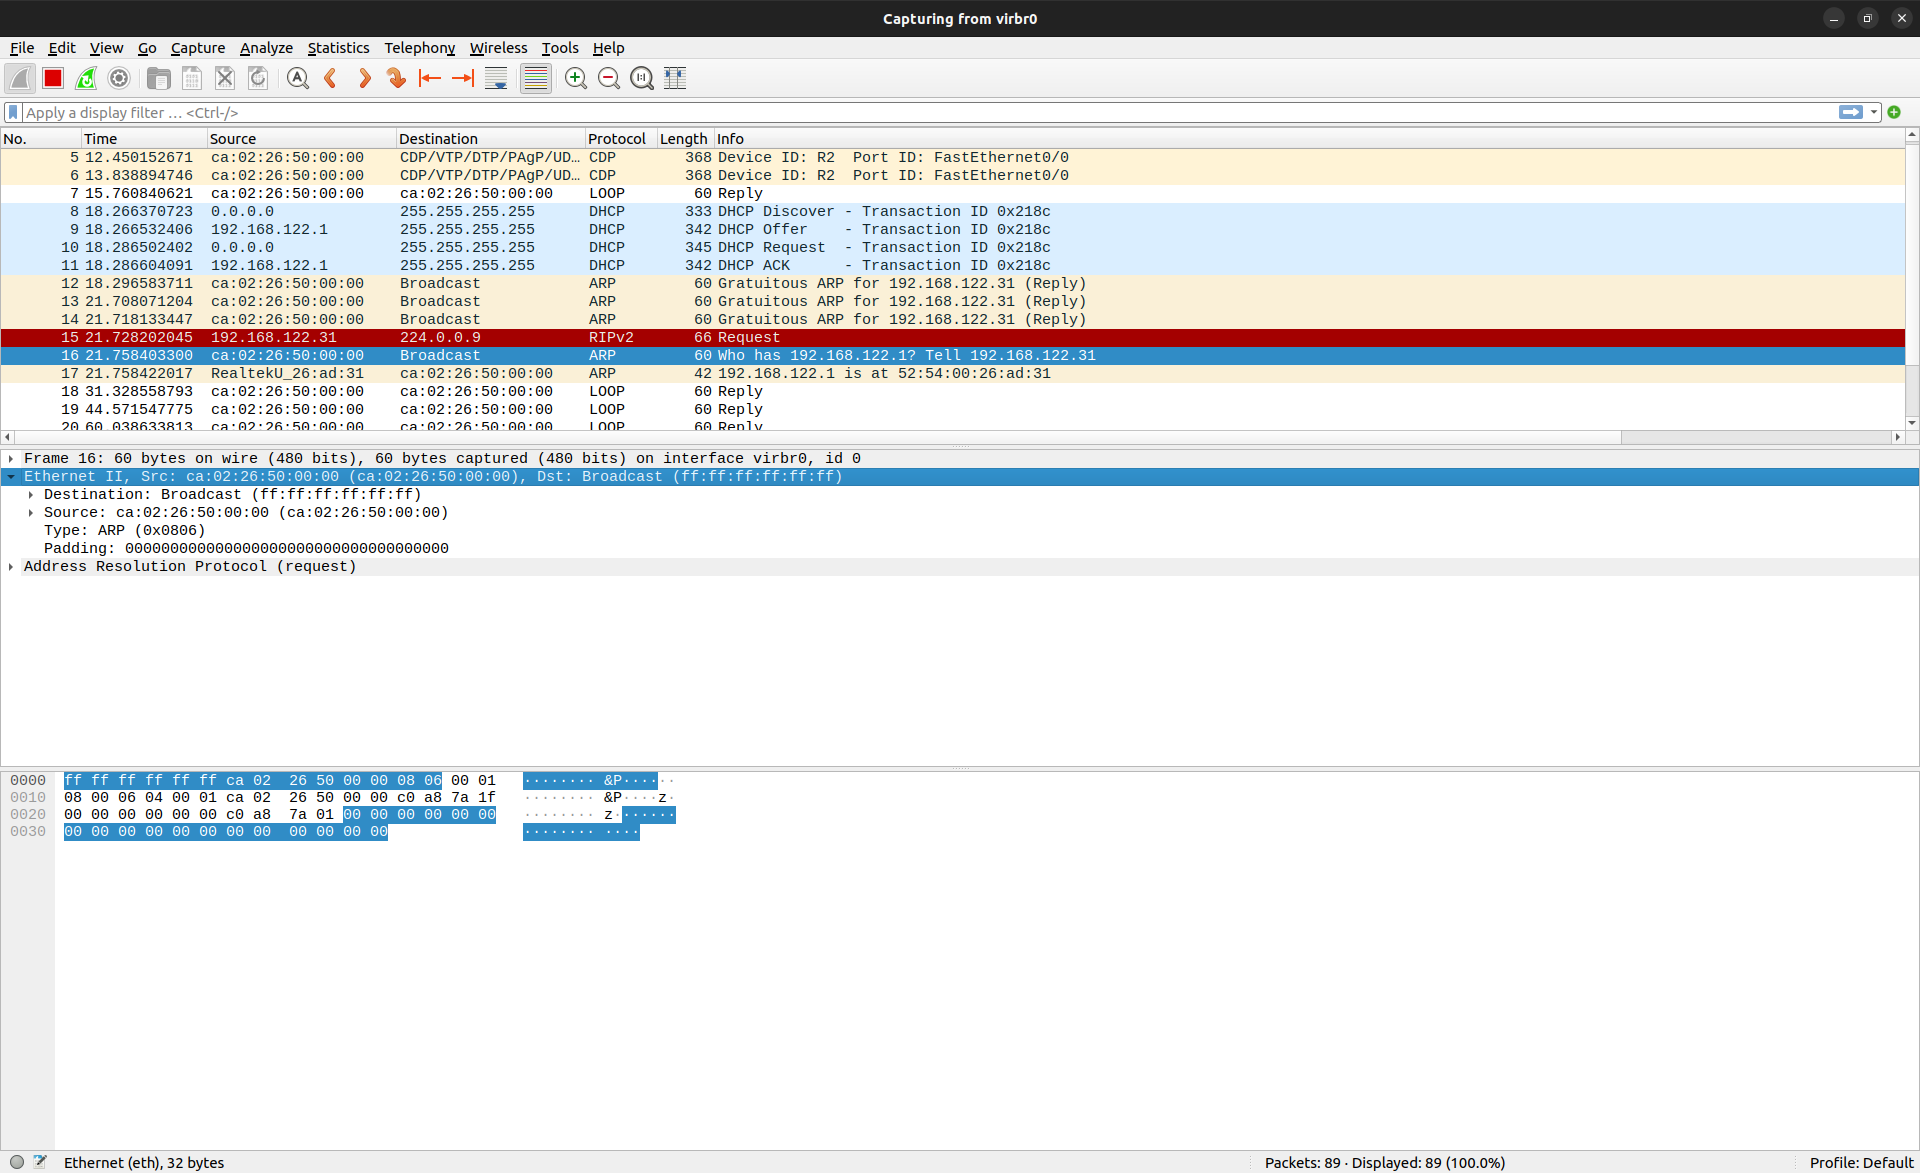 Capturing from virbr0
File Edit View Go Capture Analyze Statistics Telephony Wireless Tools Help
Apply a display filter … <Ctrl-/>
No. Time Source Destination Protocol Length Info
5 12.450152671 ca:02:26:50:00:00 CDP/VTP/DTP/PAgP/UD… CDP 368 Device ID: R2  Port ID: FastEthernet0/0
6 13.838894746 ca:02:26:50:00:00 CDP/VTP/DTP/PAgP/UD… CDP 368 Device ID: R2  Port ID: FastEthernet0/0
7 15.760840621 ca:02:26:50:00:00 ca:02:26:50:00:00 LOOP 60 Reply
8 18.266370723 0.0.0.0 255.255.255.255 DHCP 333 DHCP Discover - Transaction ID 0x218c
9 18.266532406 192.168.122.1 255.255.255.255 DHCP 342 DHCP Offer    - Transaction ID 0x218c
10 18.286502402 0.0.0.0 255.255.255.255 DHCP 345 DHCP Request  - Transaction ID 0x218c
11 18.286604091 192.168.122.1 255.255.255.255 DHCP 342 DHCP ACK      - Transaction ID 0x218c
12 18.296583711 ca:02:26:50:00:00 Broadcast ARP 60 Gratuitous ARP for 192.168.122.31 (Reply)
13 21.708071204 ca:02:26:50:00:00 Broadcast ARP 60 Gratuitous ARP for 192.168.122.31 (Reply)
14 21.718133447 ca:02:26:50:00:00 Broadcast ARP 60 Gratuitous ARP for 192.168.122.31 (Reply)
15 21.728202045 192.168.122.31 224.0.0.9 RIPv2 66 Request
16 21.758403300 ca:02:26:50:00:00 Broadcast ARP 60 Who has 192.168.122.1? Tell 192.168.122.31
17 21.758422017 RealtekU_26:ad:31 ca:02:26:50:00:00 ARP 42 192.168.122.1 is at 52:54:00:26:ad:31
18 31.328558793 ca:02:26:50:00:00 ca:02:26:50:00:00 LOOP 60 Reply
19 44.571547775 ca:02:26:50:00:00 ca:02:26:50:00:00 LOOP 60 Reply
20 60.038633813 ca:02:26:50:00:00 ca:02:26:50:00:00 LOOP 60 Reply
Frame 16: 60 bytes on wire (480 bits), 60 bytes captured (480 bits) on interface virbr0, id 0
Ethernet II, Src: ca:02:26:50:00:00 (ca:02:26:50:00:00), Dst: Broadcast (ff:ff:ff:ff:ff:ff)
Destination: Broadcast (ff:ff:ff:ff:ff:ff)
Source: ca:02:26:50:00:00 (ca:02:26:50:00:00)
Type: ARP (0x0806)
Padding: 000000000000000000000000000000000000
Address Resolution Protocol (request)
0000 ff ff ff ff ff ff ca 02 26 50 00 00 08 06 00 01 ········ &P······
0010 08 00 06 04 00 01 ca 02 26 50 00 00 c0 a8 7a 1f ········ &P····z·
0020 00 00 00 00 00 00 c0 a8 7a 01 00 00 00 00 00 00 ········ z·······
0030 00 00 00 00 00 00 00 00 00 00 00 00 ········ ····
Ethernet (eth), 32 bytes Packets: 89 · Displayed: 89 (100.0%) Profile: Default